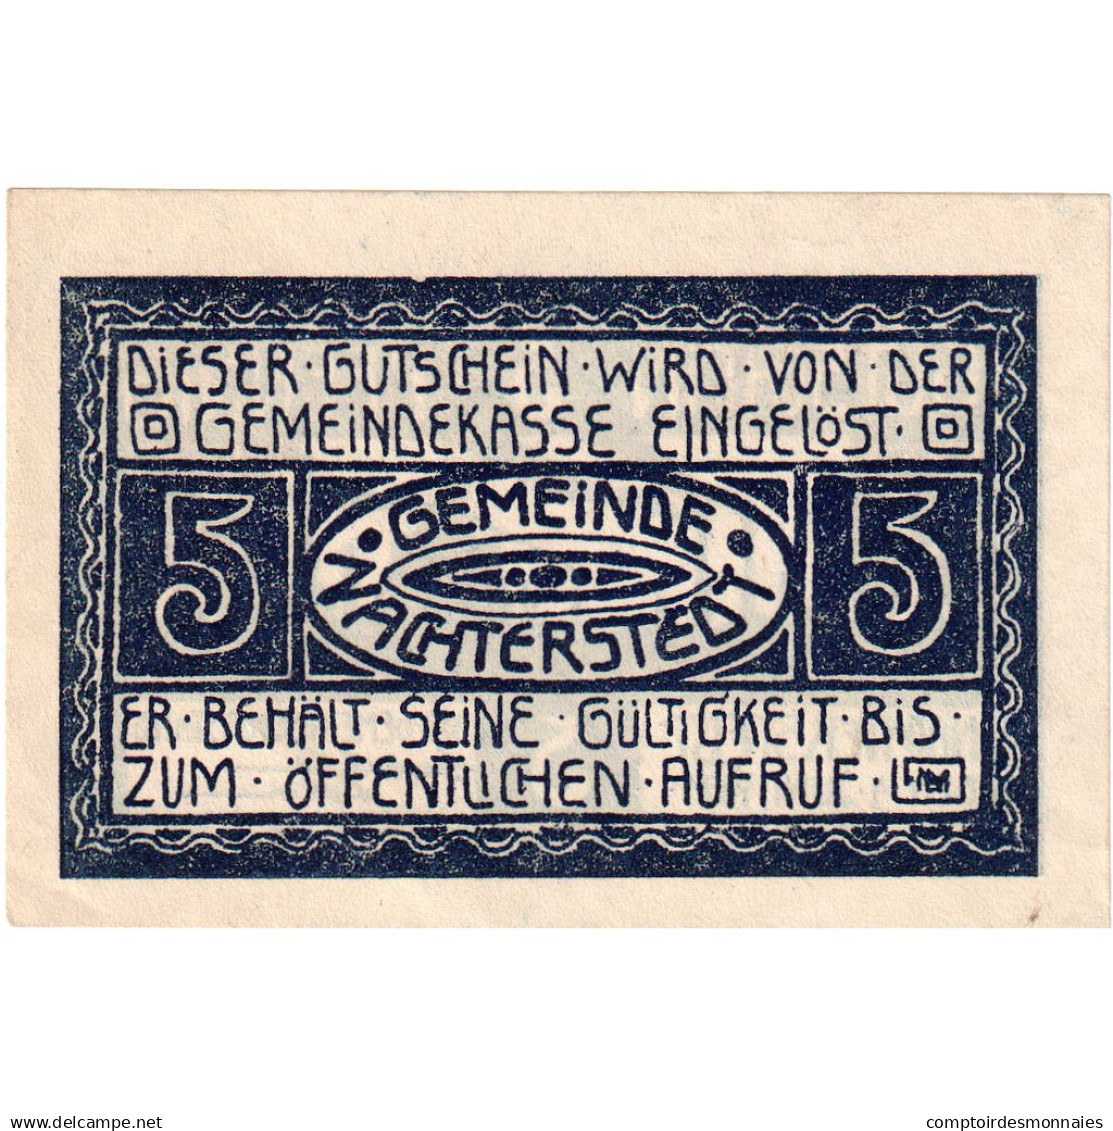 DIESER · GUTSCHEIN · WIRD · VON · DER
GEMEINDEKASSE EINGELÖST ·
5 5
· GEMEINDE ·
NACHTERSTEDT
ER · BEHÄLT · SEINE · GÜLTIGKEIT · BIS ·
ZUM · ÖFFENTLICHEN · AUFRUF ·
delcampe.net
comptoirdesmonnaies